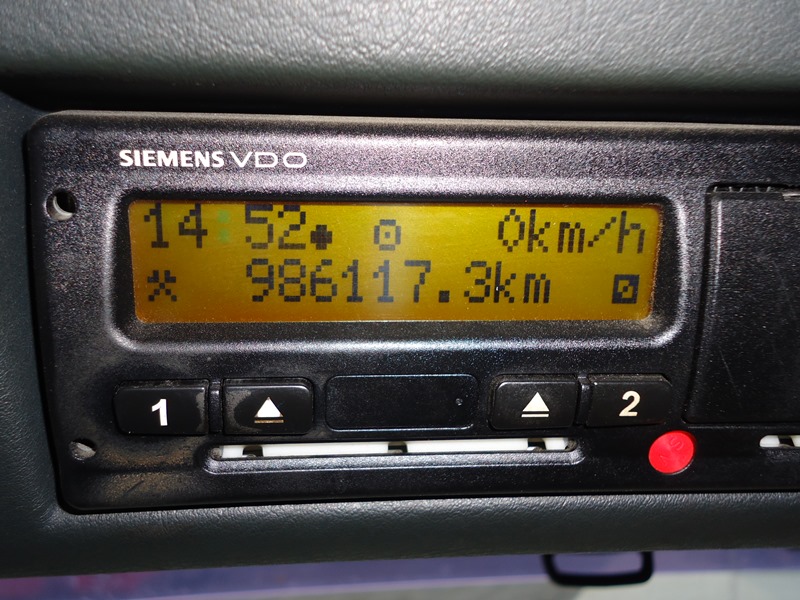 SIEMENS VDO
14:52 0km/h
986117.3km
1 2